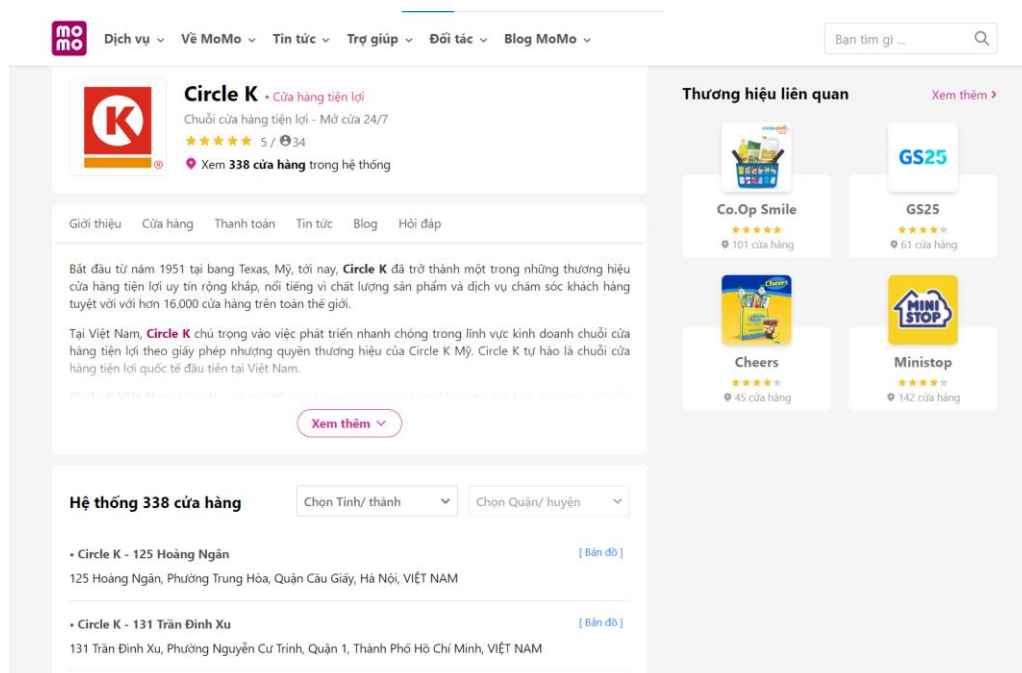 mo
mo
Dịch vụ
Về MoMo
Tin tức
Trợ giúp
Đối tác
Blog MoMo
Bạn tìm gì ...
K
®
Circle K • Cửa hàng tiện lợi
Chuỗi cửa hàng tiện lợi - Mở cửa 24/7
5 / 34
Xem 338 cửa hàng trong hệ thống
Giới thiệu
Cửa hàng
Thanh toán
Tin tức
Blog
Hỏi đáp
Bắt đầu từ năm 1951 tại bang Texas, Mỹ, tới nay, Circle K đã trở thành một trong những thương hiệu
cửa hàng tiện lợi uy tín rộng khắp, nổi tiếng vì chất lượng sản phẩm và dịch vụ chăm sóc khách hàng
tuyệt vời với hơn 16.000 cửa hàng trên toàn thế giới.
Tại Việt Nam, Circle K chú trọng vào việc phát triển nhanh chóng trong lĩnh vực kinh doanh chuỗi cửa
hàng tiện lợi theo giấy phép nhượng quyền thương hiệu của Circle K Mỹ. Circle K tự hào là chuỗi cửa
hàng tiện lợi quốc tế đầu tiên tại Việt Nam.
Xem thêm
Hệ thống 338 cửa hàng
Chọn Tỉnh/ thành
Chọn Quận/ huyện
• Circle K - 125 Hoàng Ngân
[ Bản đồ ]
125 Hoàng Ngân, Phường Trung Hòa, Quận Cầu Giấy, Hà Nội, VIỆT NAM
• Circle K - 131 Trần Đình Xu
[ Bản đồ ]
131 Trần Đình Xu, Phường Nguyễn Cư Trinh, Quận 1, Thành Phố Hồ Chí Minh, VIỆT NAM
Thương hiệu liên quan
Xem thêm
Co.Op Smile
101 cửa hàng
GS25
GS25
61 cửa hàng
Cheers
Cheers
45 cửa hàng
MINI
STOP
Ministop
142 cửa hàng